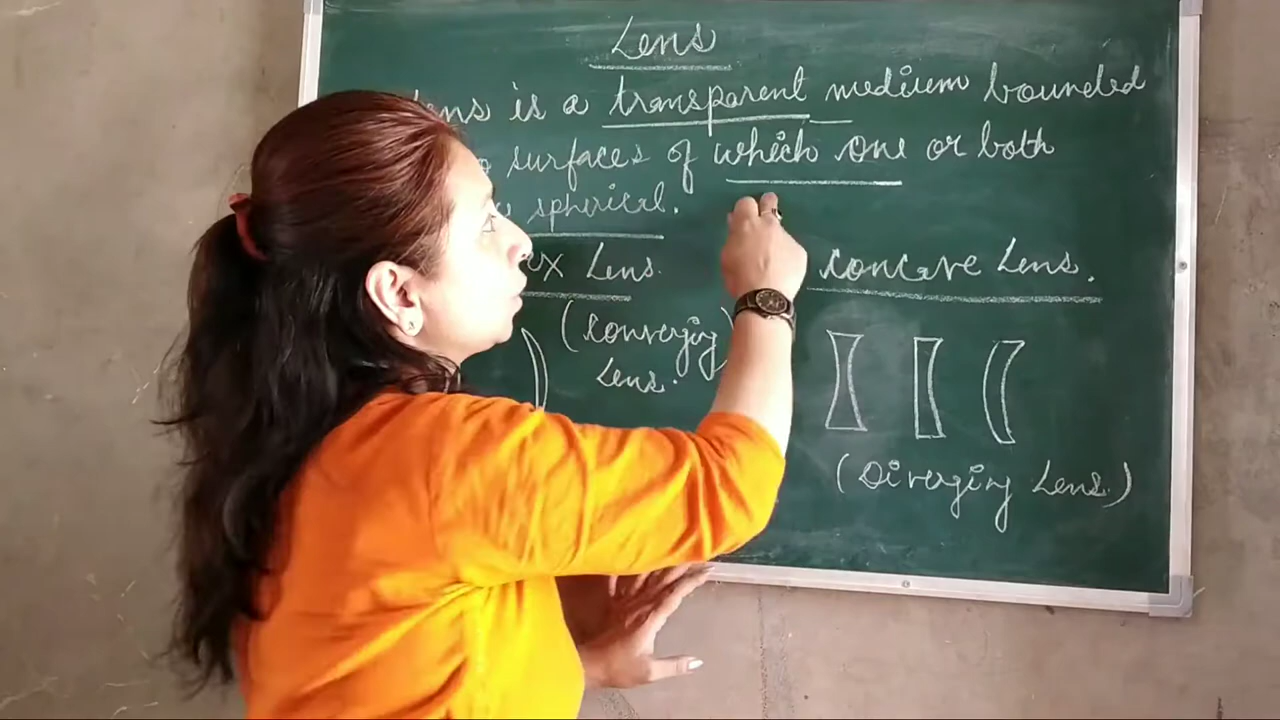 Lens
ens is a transparent medium bounded
surfaces of which one or both
spherical.
ex Lens.
concave Lens.
(Converging
Lens.
(Diverging Lens.)